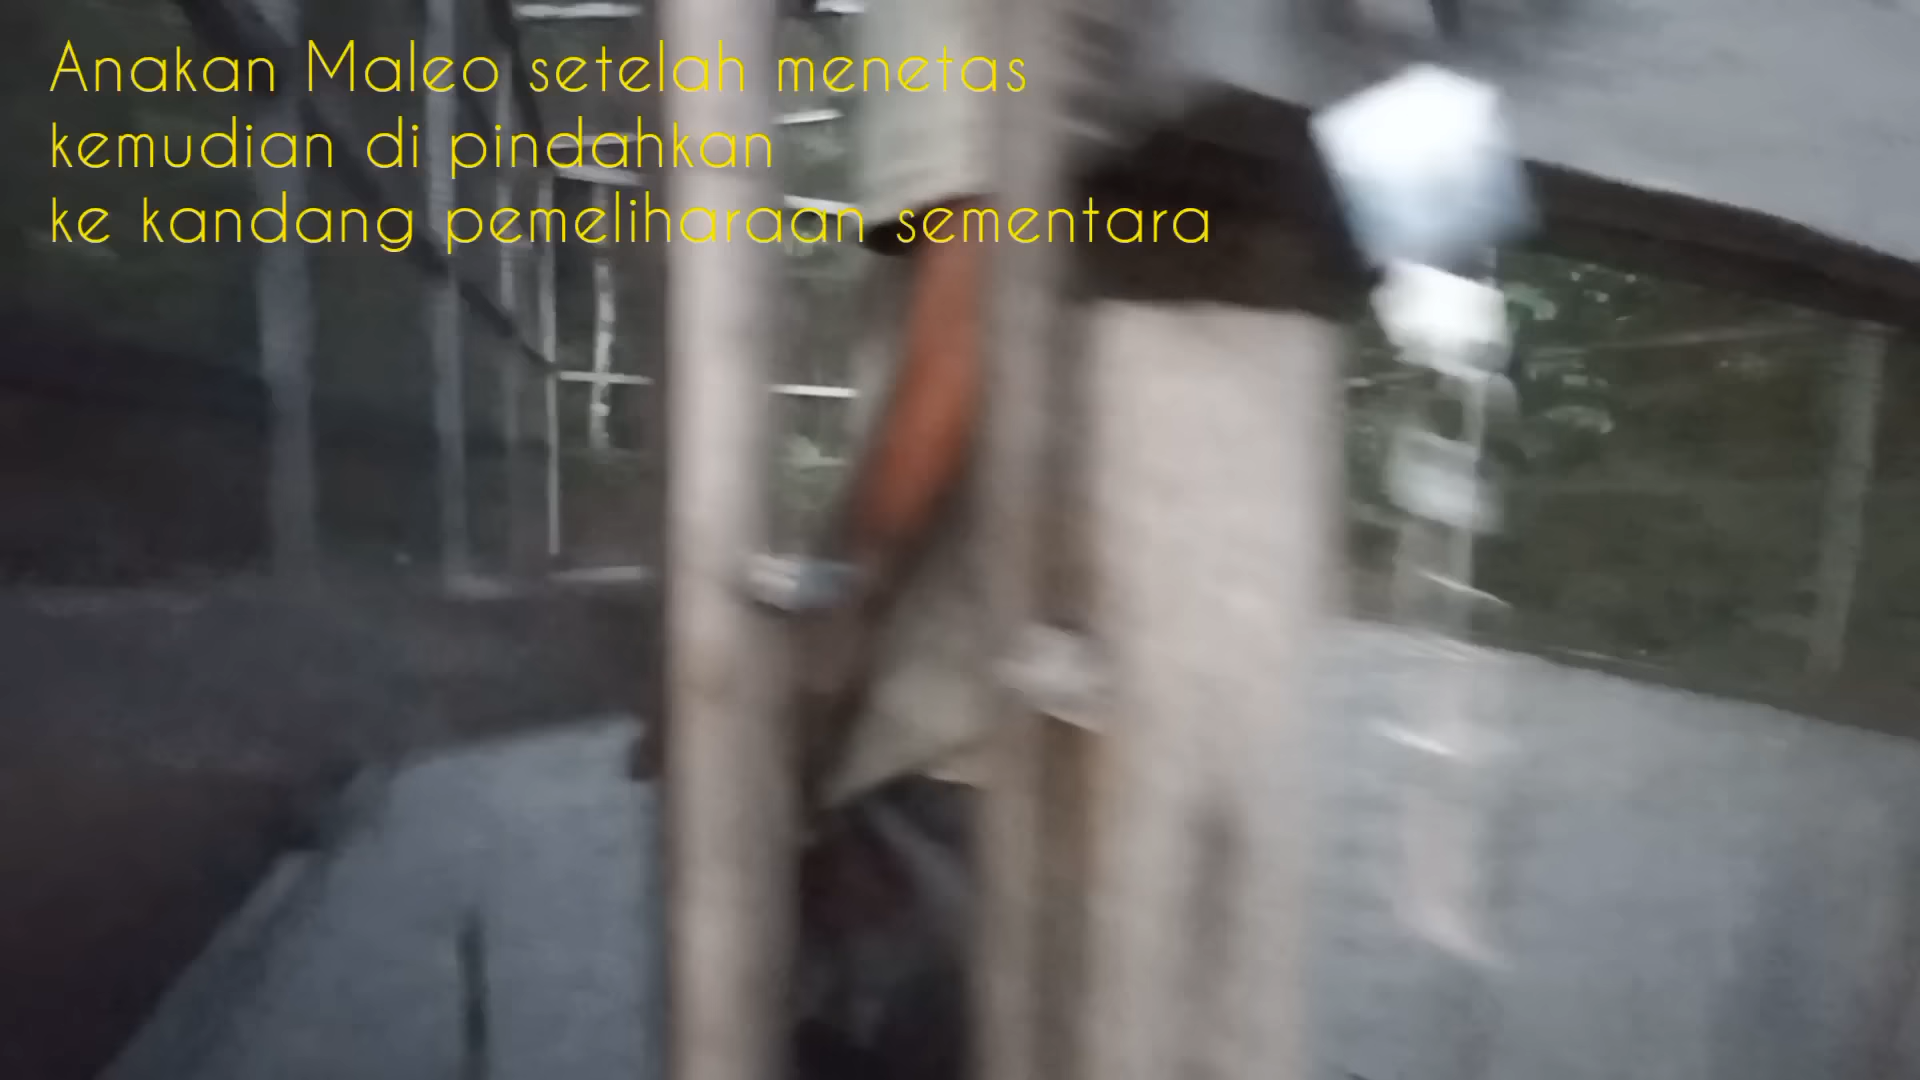 Anakan Maleo setelah menetas
kemudian di pindahkan
ke kandang pemeliharaan sementara